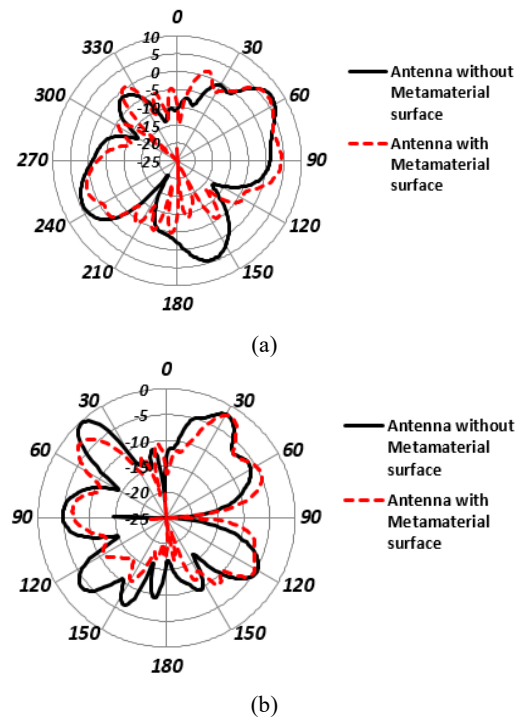 0
10
330
30
5
0
-5
300
60
-10
-15
-20
270
-25
90
240
120
210
150
180
Antenna without
Metamaterial
surface
Antenna with
Metamaterial
surface
(a)
0
0
30
30
-5
-10
60
60
-15
-20
90
-25
90
120
120
150
150
180
Antenna without
Metamaterial
surface
Antenna with
Metamaterial
surface
(b)